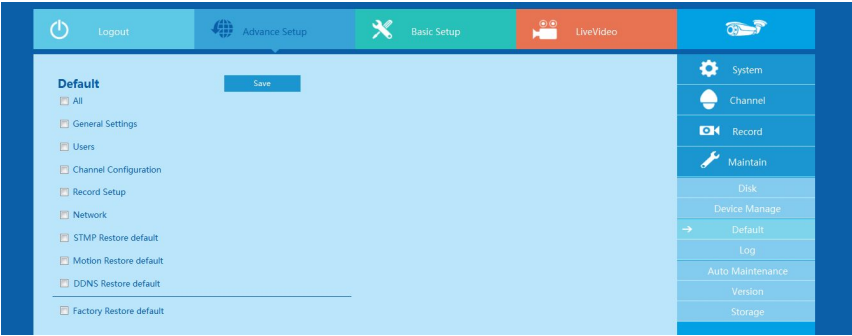 Logout
Advance Setup
Basic Setup
LiveVideo
Default
Save
All
General Settings
Users
Channel Configuration
Record Setup
Network
STMP Restore default
Motion Restore default
DDNS Restore default
Factory Restore default
System
Channel
Record
Maintain
Disk
Device Manage
Default
Log
Auto Maintenance
Version
Storage